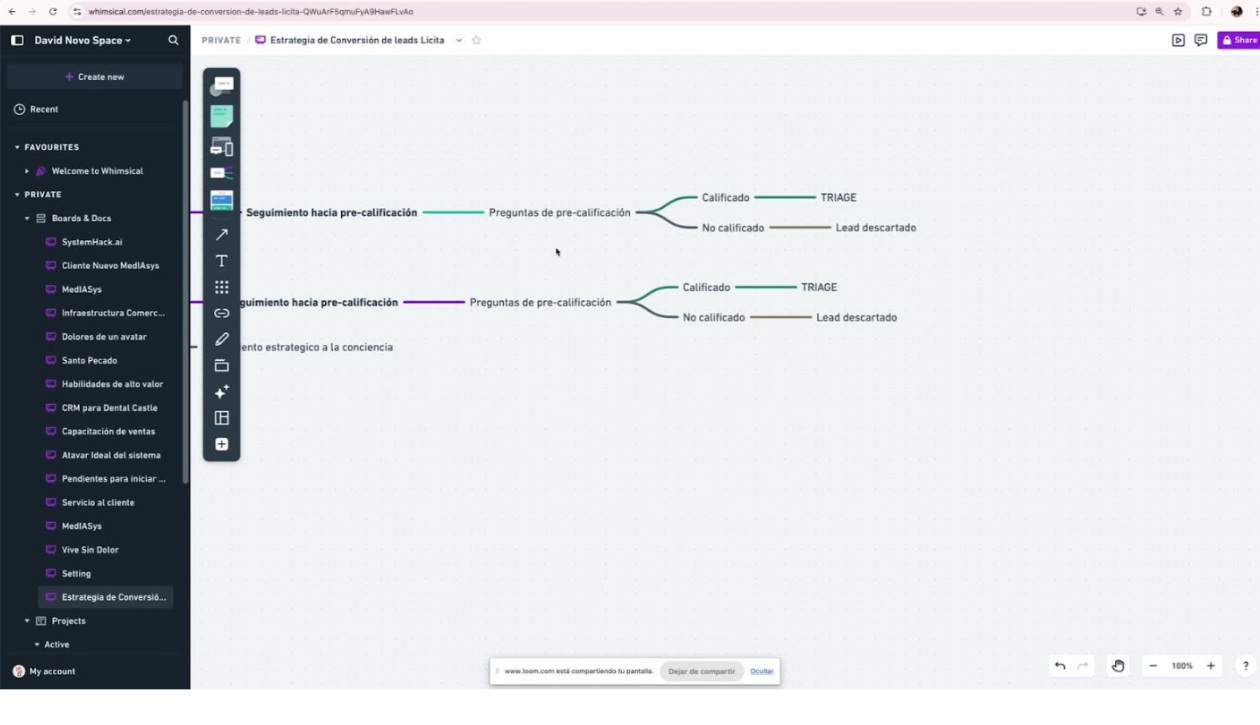 whimsical.com/estrategia-de-conversion-de-leads-licita-QWuArF5qmuFyA9HawFLvAo
David Novo Space
PRIVATE / Estrategia de Conversión de leads Licita
Share
+ Create new
Recent
FAVOURITES
Welcome to Whimsical
PRIVATE
Boards & Docs
SystemHack.ai
Cliente Nuevo MedIAsys
MedIASys
Infraestructura Comerc...
Dolores de un avatar
Santo Pecado
Habilidades de alto valor
CRM para Dental Castle
Capacitación de ventas
Atavar Ideal del sistema
Pendientes para iniciar ...
Servicio al cliente
MedIASys
Vive Sin Dolor
Setting
Estrategia de Conversió...
Projects
Active
My account
Seguimiento hacia pre-calificación
Preguntas de pre-calificación
Calificado
TRIAGE
No calificado
Lead descartado
guimiento hacia pre-calificación
Preguntas de pre-calificación
Calificado
TRIAGE
No calificado
Lead descartado
ento estrategico a la conciencia
www.loom.com está compartiendo tu pantalla.
Dejar de compartir
Ocultar
− 100% +
?